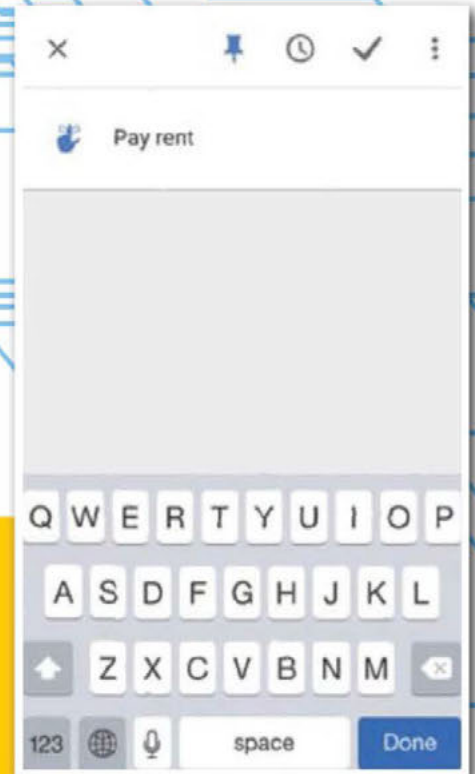 Pay rent
Q W E R T Y U I O P
A S D F G H J K L
Z X C V B N M
123 space Done